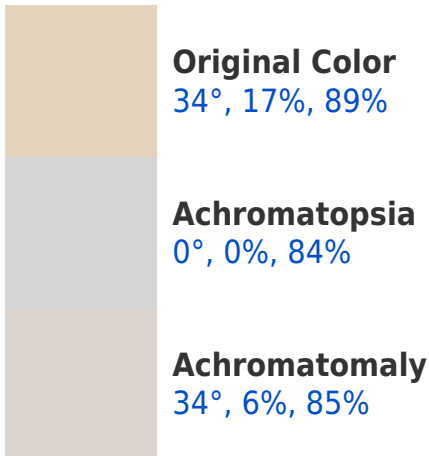 Original Color
34°, 17%, 89%
Achromatopsia
0°, 0%, 84%
Achromatomaly
34°, 6%, 85%